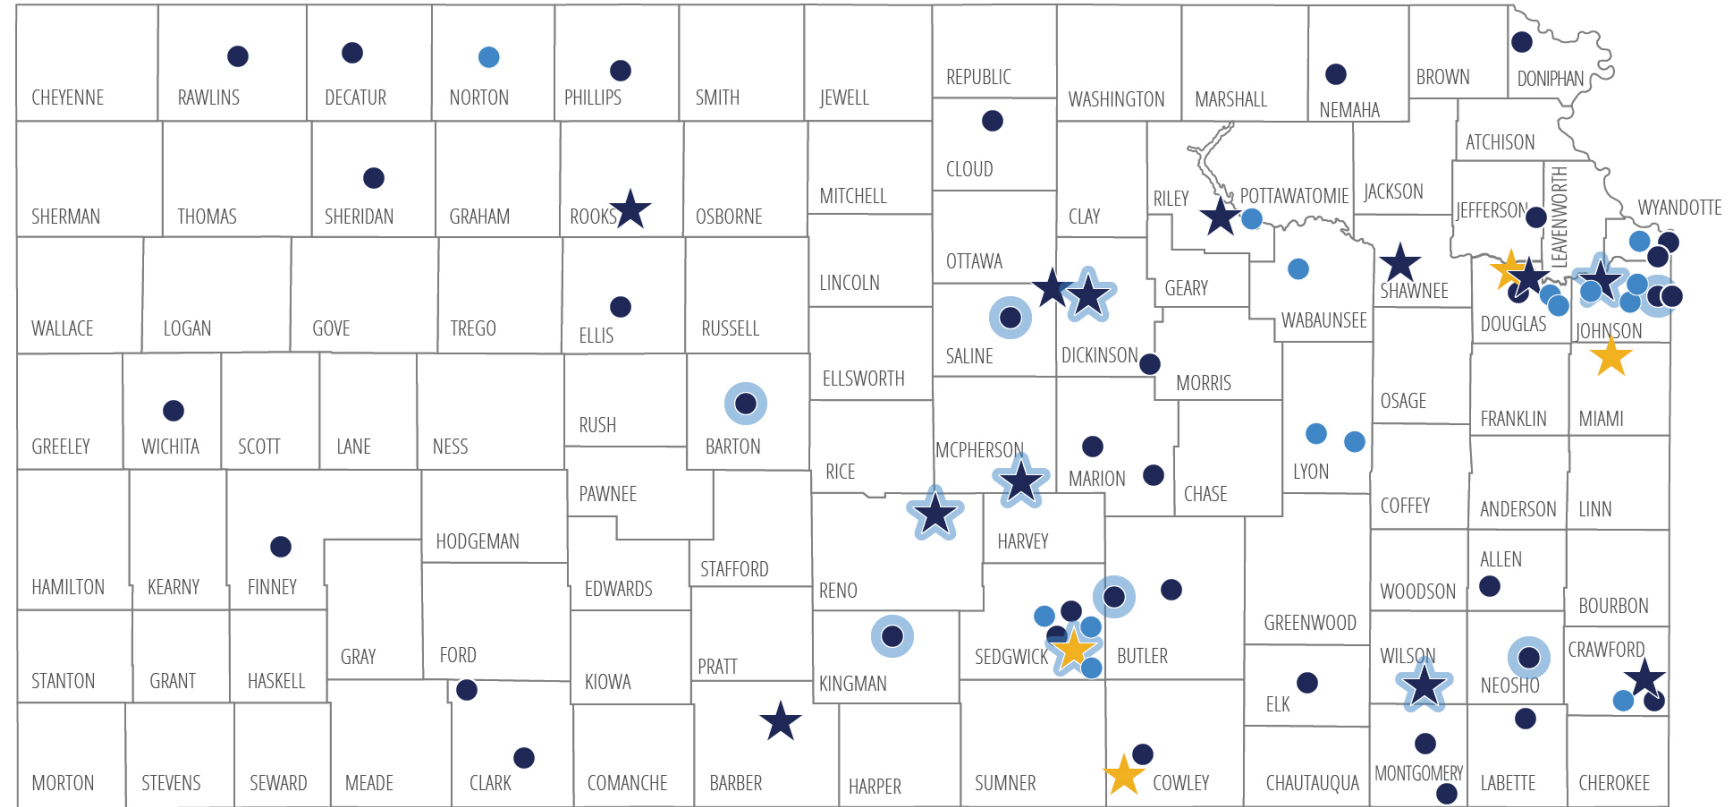 CHEYENNE
RAWLINS
DECATUR
NORTON
PHILLIPS
SMITH
JEWELL
REPUBLIC
WASHINGTON
MARSHALL
NEMAHA
BROWN
DONIPHAN
SHERMAN
THOMAS
SHERIDAN
GRAHAM
ROOKS
OSBORNE
MITCHELL
CLOUD
CLAY
RILEY
POTTAWATOMIE
JACKSON
ATCHISON
JEFFERSON
LEAVENWORTH
WYANDOTTE
WALLACE
LOGAN
GOVE
TREGO
ELLIS
RUSSELL
LINCOLN
OTTAWA
SALINE
DICKINSON
GEARY
WABAUNSEE
SHAWNEE
DOUGLAS
JOHNSON
GREELEY
WICHITA
SCOTT
LANE
NESS
RUSH
BARTON
ELLSWORTH
RICE
MCPHERSON
MARION
MORRIS
CHASE
LYON
OSAGE
FRANKLIN
MIAMI
COFFEY
ANDERSON
LINN
HAMILTON
KEARNY
FINNEY
HODGEMAN
PAWNEE
EDWARDS
STAFFORD
RENO
HARVEY
GREENWOOD
WOODSON
ALLEN
BOURBON
STANTON
GRANT
HASKELL
GRAY
FORD
KIOWA
PRATT
KINGMAN
SEDGWICK
BUTLER
ELK
WILSON
NEOSHO
CRAWFORD
MORTON
STEVENS
SEWARD
MEADE
CLARK
COMANCHE
BARBER
HARPER
SUMNER
COWLEY
CHAUTAUQUA
MONTGOMERY
LABETTE
CHEROKEE